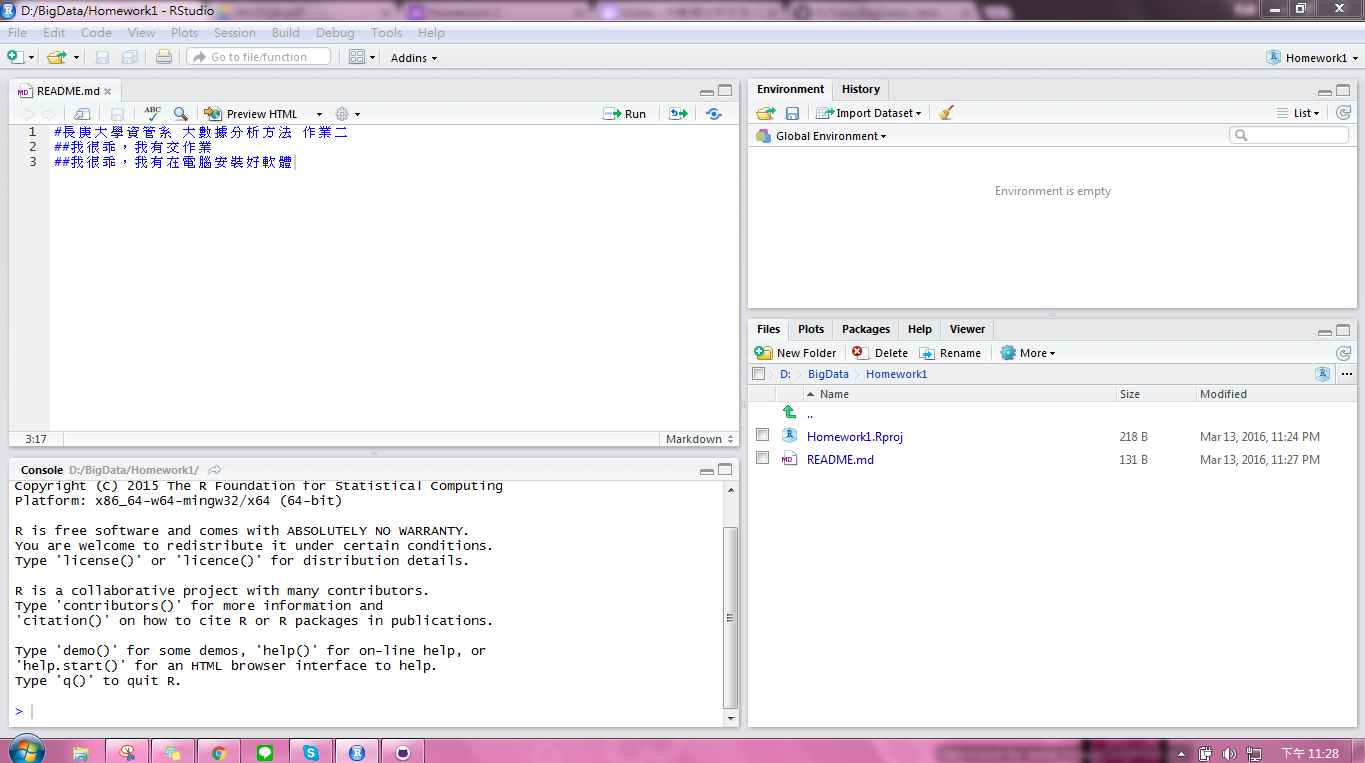 D:/BigData/Homework1 - RStudio
File Edit Code View Plots Session Build Debug Tools Help
Go to file/function Addins Homework1
README.md
ABC Preview HTML Run
1 #長庚大學資管系 大數據分析方法 作業二
2 ##我很乖，我有交作業
3 ##我很乖，我有在電腦安裝好軟體
3:17 Markdown
Console D:/BigData/Homework1/
Copyright (C) 2015 The R Foundation for Statistical Computing
Platform: x86_64-w64-mingw32/x64 (64-bit)
R is free software and comes with ABSOLUTELY NO WARRANTY.
You are welcome to redistribute it under certain conditions.
Type 'license()' or 'licence()' for distribution details.
R is a collaborative project with many contributors.
Type 'contributors()' for more information and
'citation()' on how to cite R or R packages in publications.
Type 'demo()' for some demos, 'help()' for on-line help, or
'help.start()' for an HTML browser interface to help.
Type 'q()' to quit R.
>
Environment History
Import Dataset List
Global Environment
Environment is empty
Files Plots Packages Help Viewer
New Folder Delete Rename More
D: BigData Homework1
Name Size Modified
..
Homework1.Rproj 218 B Mar 13, 2016, 11:24 PM
README.md 131 B Mar 13, 2016, 11:27 PM
下午 11:28